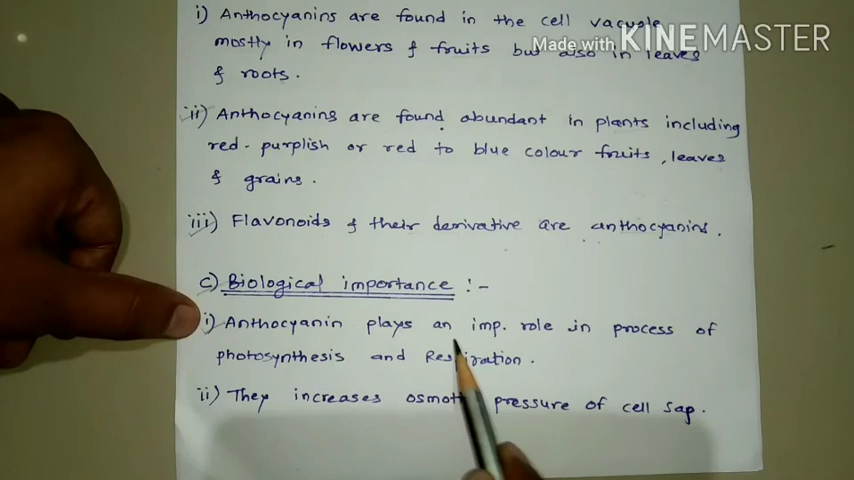 i) Anthocyanins are found in the cell vacuole
mostly in flowers & fruits but also in leaves
& roots.
Made with KINEMASTER
ii) Anthocyanins are found abundant in plants including
red-purplish or red to blue colour fruits, leaves
& grains.
iii) Flavonoids & their derivative are anthocyanins.
c) Biological importance :-
i) Anthocyanin plays an imp. role in process of
photosynthesis and Respiration.
ii) They increases osmotic pressure of cell sap.